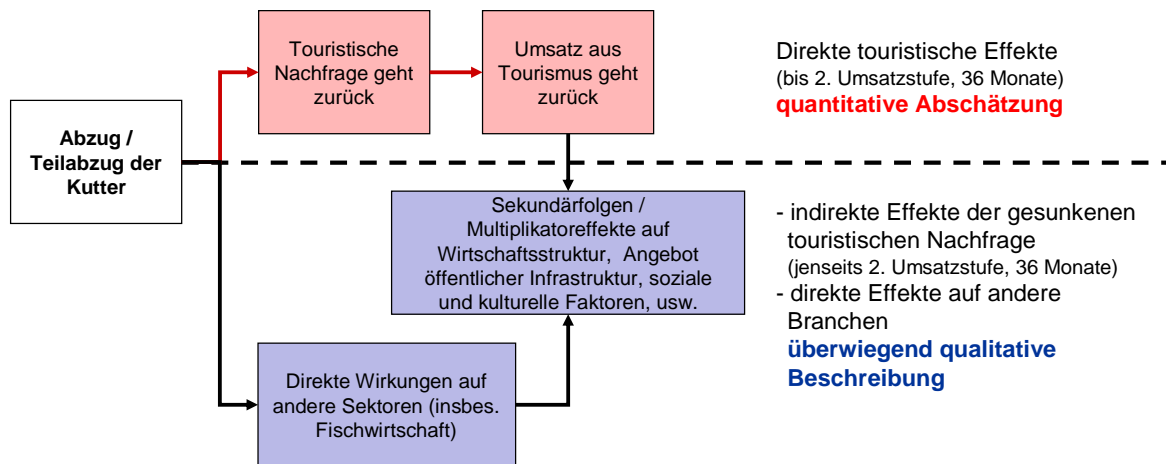 Touristische
Nachfrage geht
zurück
Umsatz aus
Tourismus geht
zurück
Direkte touristische Effekte
(bis 2. Umsatzstufe, 36 Monate)
quantitative Abschätzung
Abzug /
Teilabzug der
Kutter
Sekundärfolgen /
Multiplikatoreffekte auf
Wirtschaftsstruktur, Angebot
öffentlicher Infrastruktur, soziale
und kulturelle Faktoren, usw.
- indirekte Effekte der gesunkenen
touristischen Nachfrage
(jenseits 2. Umsatzstufe, 36 Monate)
- direkte Effekte auf andere
Branchen
überwiegend qualitative
Beschreibung
Direkte Wirkungen auf
andere Sektoren (insbes.
Fischwirtschaft)